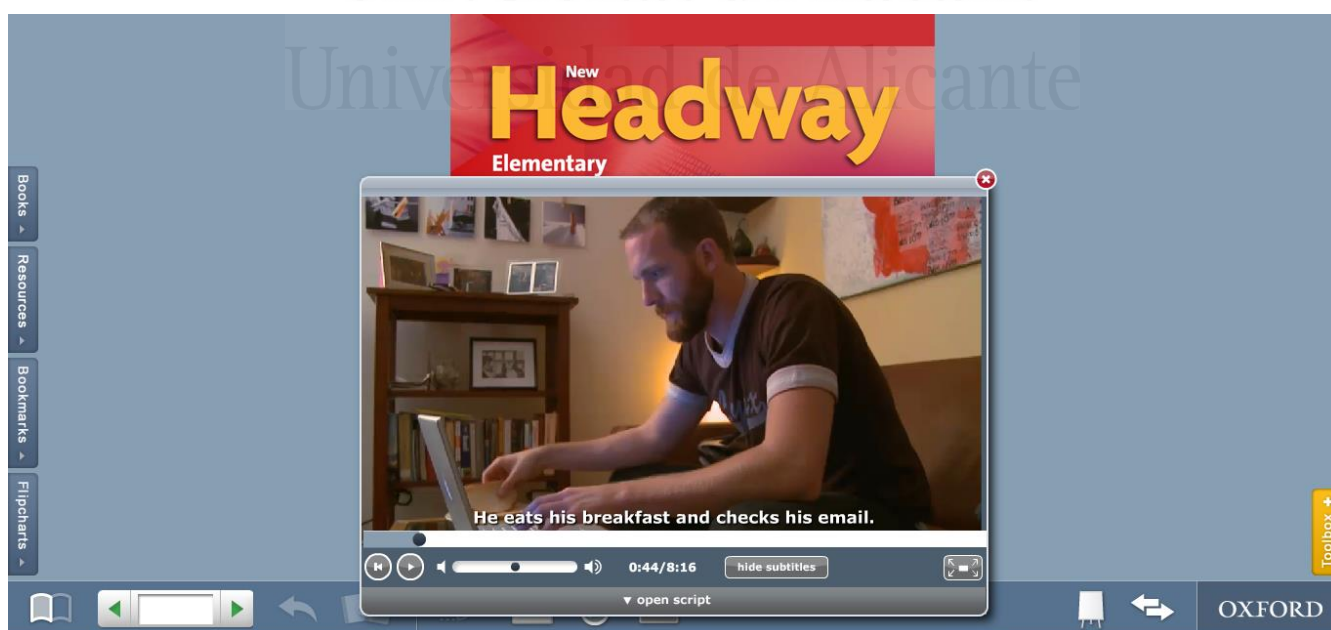 Universidad de Alicante
New
Headway
Elementary
Books
Resources
Bookmarks
Flipcharts
He eats his breakfast and checks his email.
0:44/8:16
hide subtitles
open script
Toolbox +
OXFORD